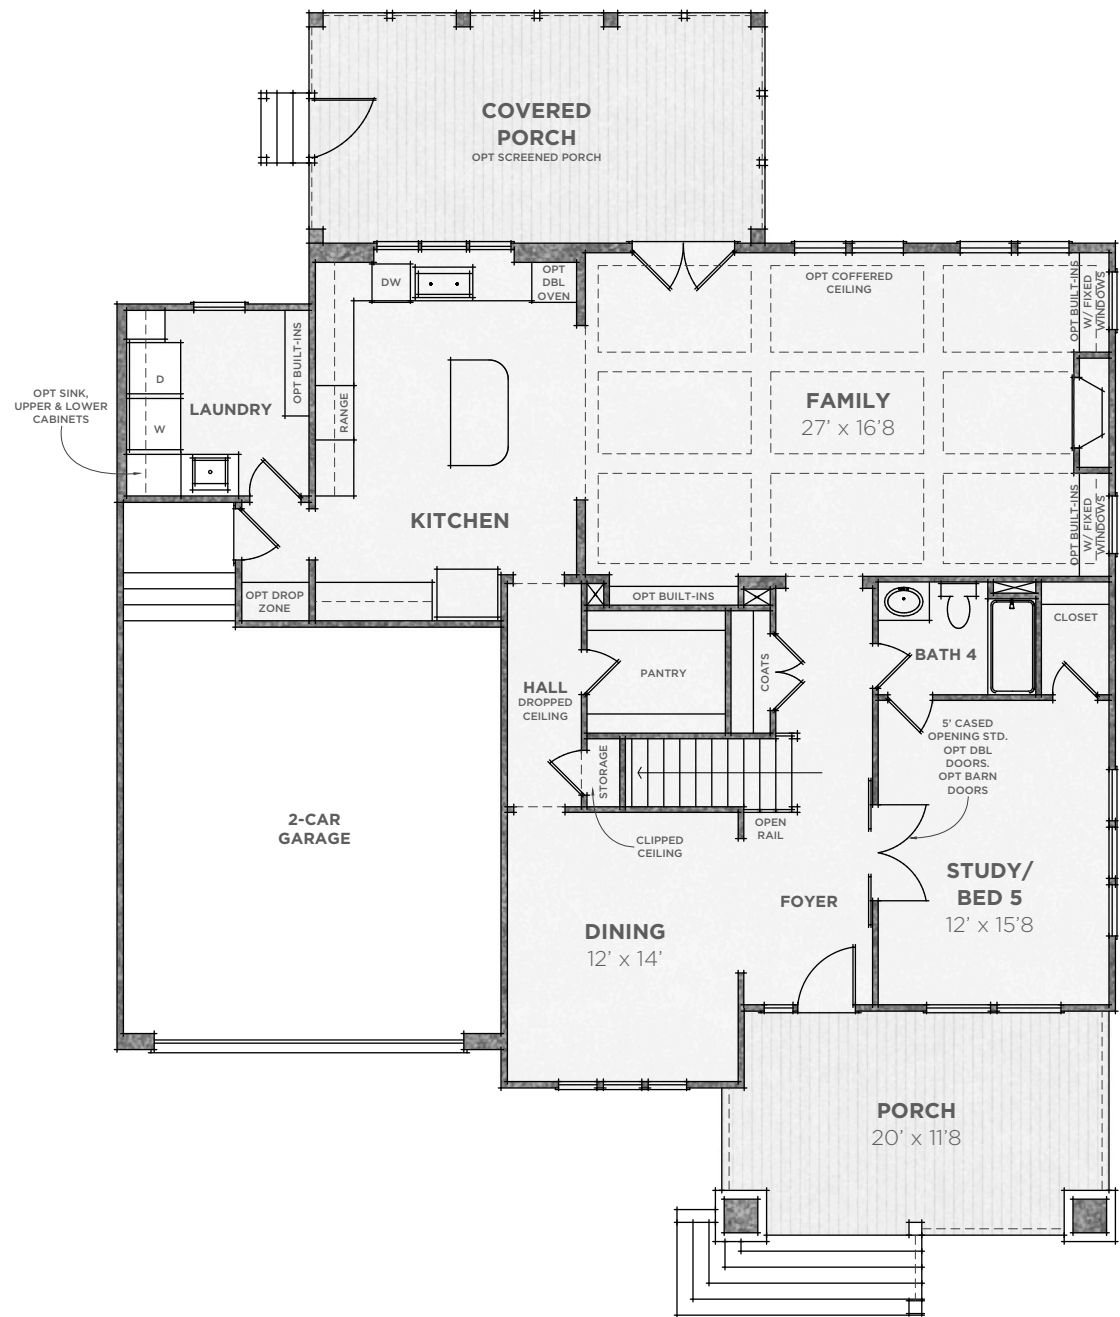 COVERED
PORCH
OPT SCREENED PORCH
DW
OPT
DBL
OVEN
OPT COFFERED
CEILING
OPT BUILT-INS
W/ FIXED
WINDOWS
OPT BUILT-INS
D
W
OPT SINK,
UPPER & LOWER
CABINETS
LAUNDRY
RANGE
FAMILY
27’ x 16’8
KITCHEN
OPT BUILT-INS
W/ FIXED
WINDOWS
OPT DROP
ZONE
OPT BUILT-INS
CLOSET
BATH 4
PANTRY
COATS
HALL
DROPPED
CEILING
STORAGE
5’ CASED
OPENING STD.
OPT DBL
DOORS.
OPT BARN
DOORS
2-CAR
GARAGE
CLIPPED
CEILING
OPEN
RAIL
STUDY/
BED 5
12’ x 15’8
FOYER
DINING
12’ x 14’
PORCH
20’ x 11’8